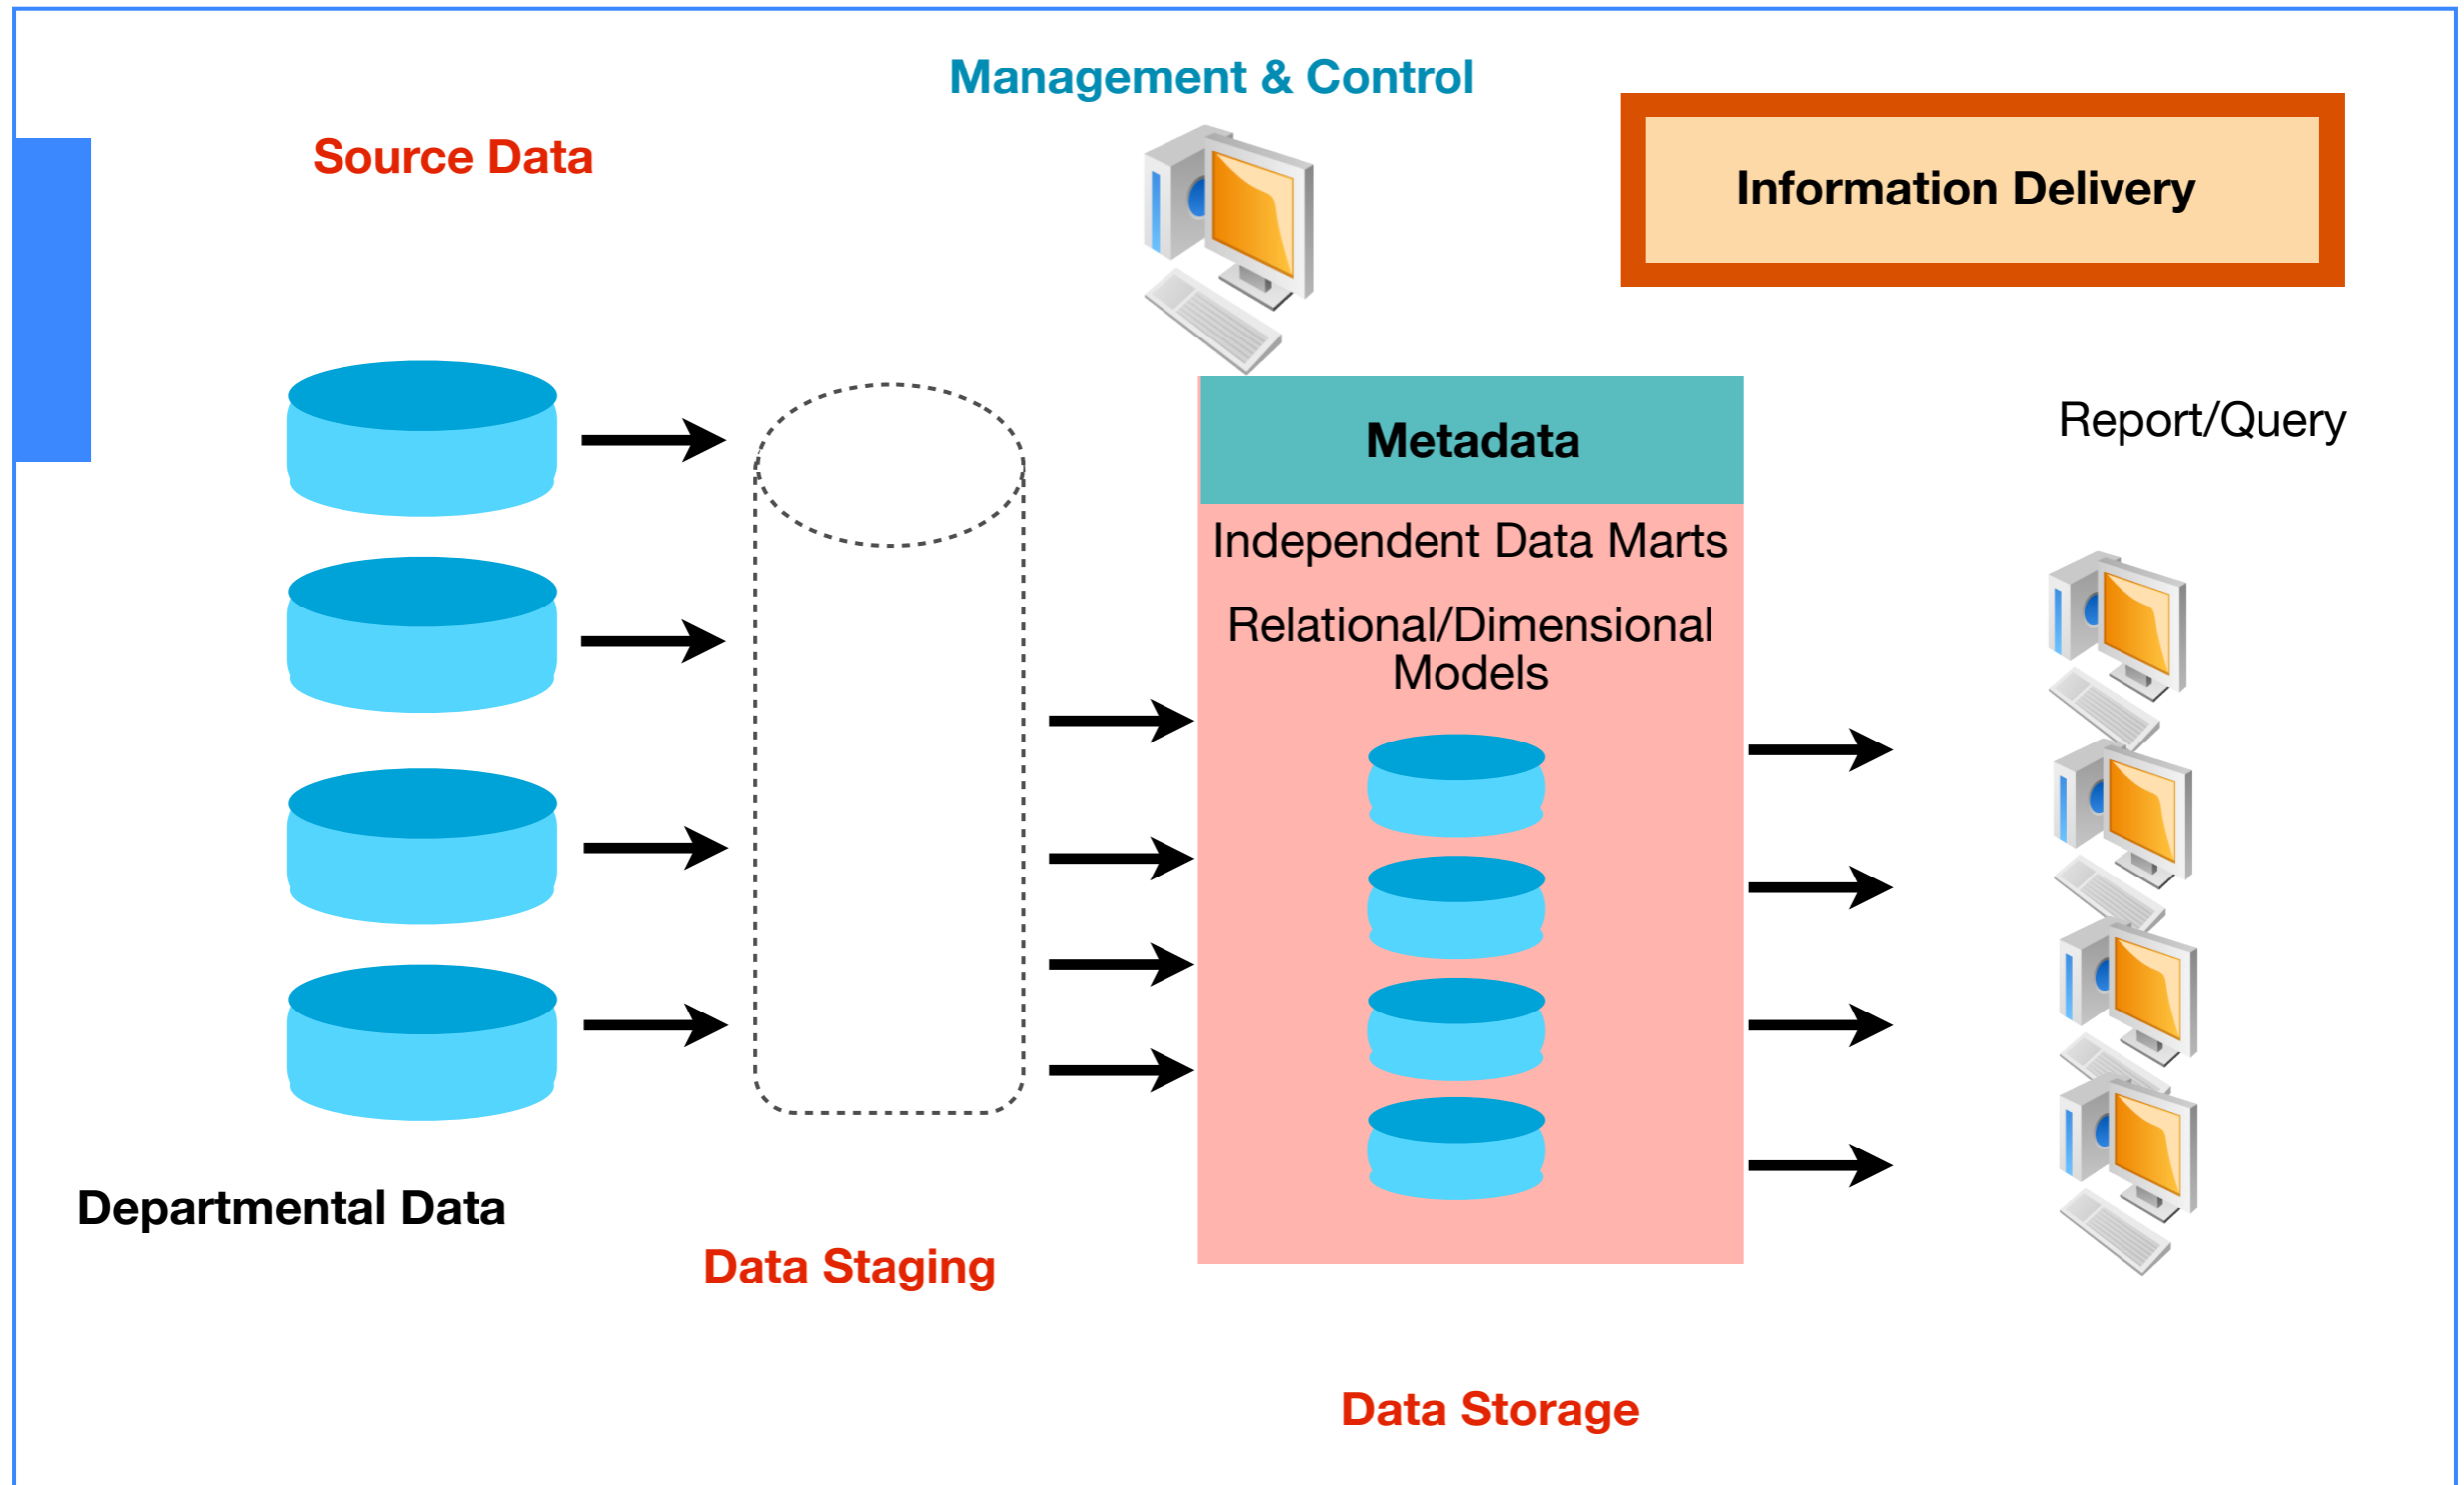 Management & Control
Source Data
Information Delivery
Report/Query
Metadata
Independent Data Marts
Relational/Dimensional
Models
Departmental Data
Data Staging
Data Storage